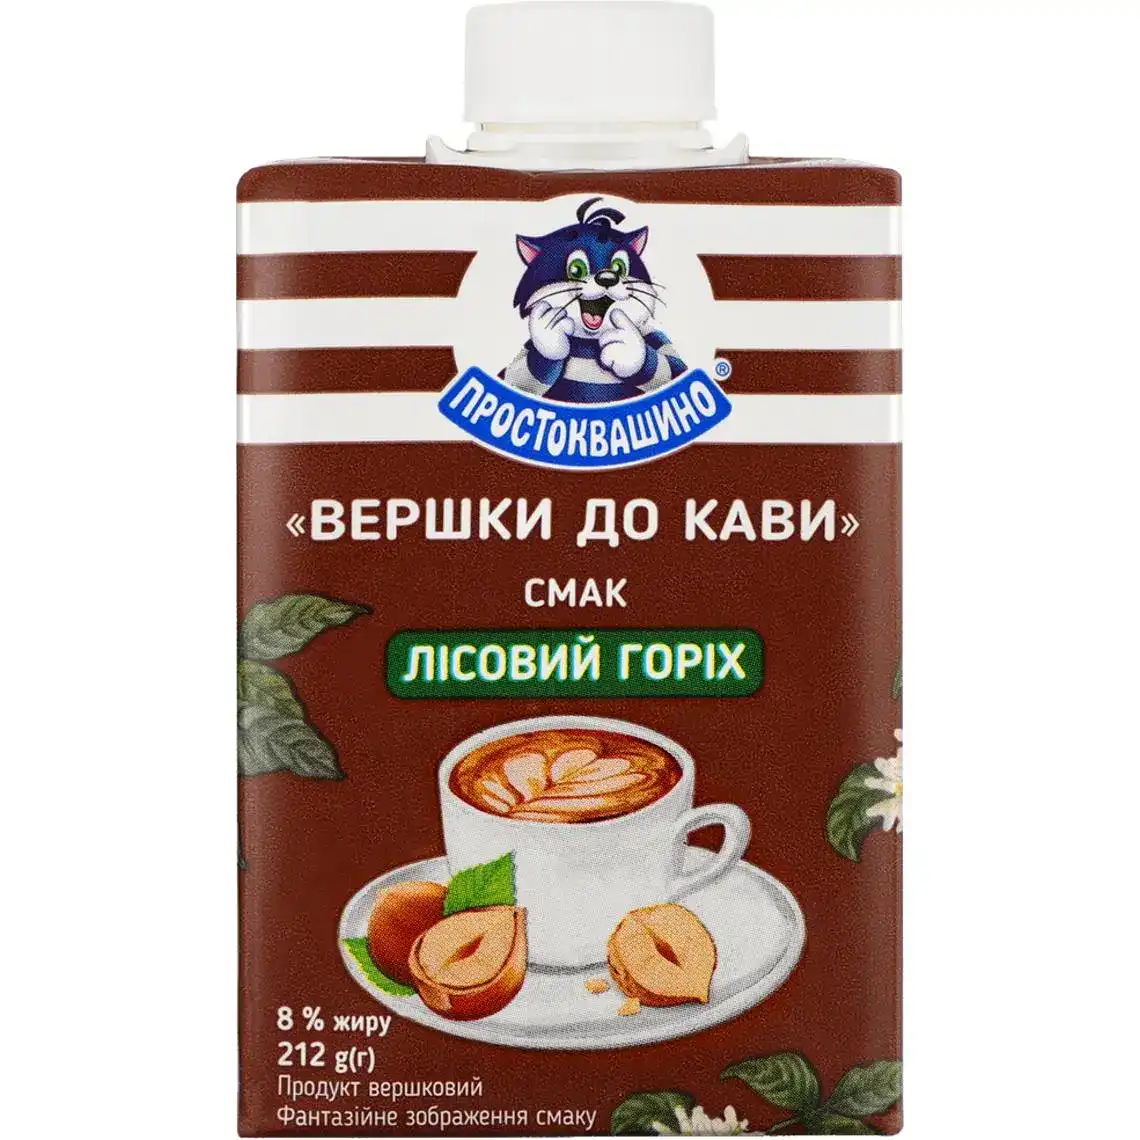 ПРОСТОКВАШИНО ®
«ВЕРШКИ ДО КАВИ»
СМАК
ЛІСОВИЙ ГОРІХ
8 % жиру
212 g(г)
Продукт вершковий
Фантазійне зображення смаку